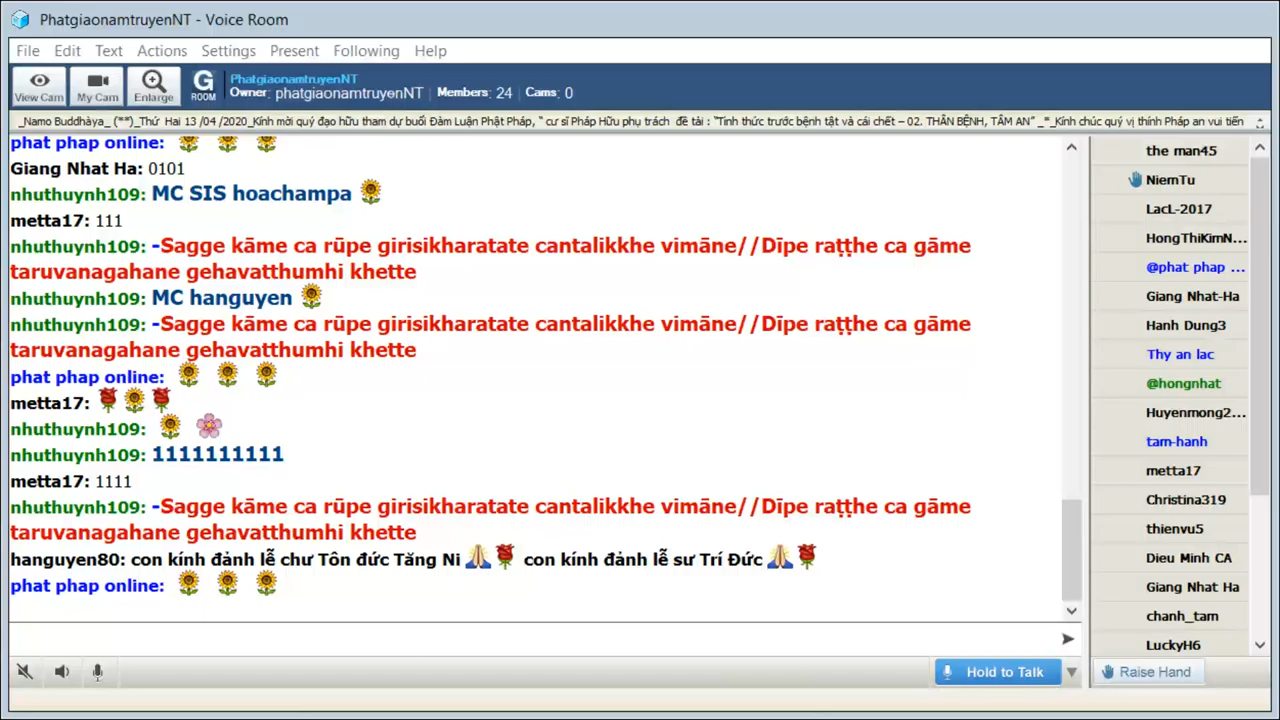 PhatgiaonamtruyenNT - Voice Room
File Edit Text Actions Settings Present Following Help
View Cam My Cam Enlarge G ROOM PhatgiaonamtruyenNT
Owner: phatgiaonamtruyenNT Members: 24 Cams: 0
_Namo Buddhàya_ (**)_Thứ Hai 13 /04 /2020_Kính mời quý đạo hữu tham dự buổi Đàm Luận Phật Pháp, “ cư sĩ Pháp Hữu phụ trách đề tài : “Tỉnh thức trước bệnh tật và cái chết – 02. THÂN BỆNH, TÂM AN” _*_Kính chúc quý vị thính Pháp an vui tiến
phat phap online:
Giang Nhat Ha: 0101
nhuthuynh109: MC SIS hoachampa
metta17: 111
nhuthuynh109: -Sagge kāme ca rūpe girisikharatate cantalikkhe vimāne//Dīpe raṭṭhe ca gāme
taruvanagahane gehavatthumhi khette
nhuthuynh109: MC hanguyen
nhuthuynh109: -Sagge kāme ca rūpe girisikharatate cantalikkhe vimāne//Dīpe raṭṭhe ca gāme
taruvanagahane gehavatthumhi khette
phat phap online:
metta17:
nhuthuynh109:
nhuthuynh109: 1111111111
metta17: 1111
nhuthuynh109: -Sagge kāme ca rūpe girisikharatate cantalikkhe vimāne//Dīpe raṭṭhe ca gāme
taruvanagahane gehavatthumhi khette
hanguyen80: con kính đảnh lễ chư Tôn đức Tăng Ni con kính đảnh lễ sư Trí Đức
phat phap online:
the man45
NiemTu
LacL-2017
HongThiKimN...
@phat phap ...
Giang Nhat-Ha
Hanh Dung3
Thy an lac
@hongnhat
Huyenmong2...
tam-hanh
metta17
Christina319
thienvu5
Dieu Minh CA
Giang Nhat Ha
chanh_tam
LuckyH6
Hold to Talk
Raise Hand